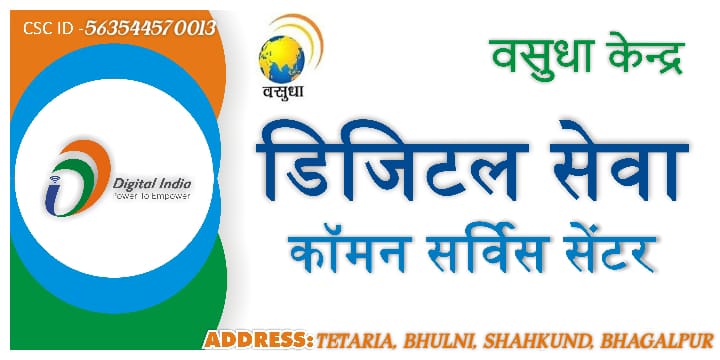 CSC ID -563544570013
वसुधा
वसुधा केन्द्र
Digital India
Power To Empower
डिजिटल सेवा
कॉमन सर्विस सेंटर
ADDRESS: TETARIA, BHULNI, SHAHKUND, BHAGALPUR